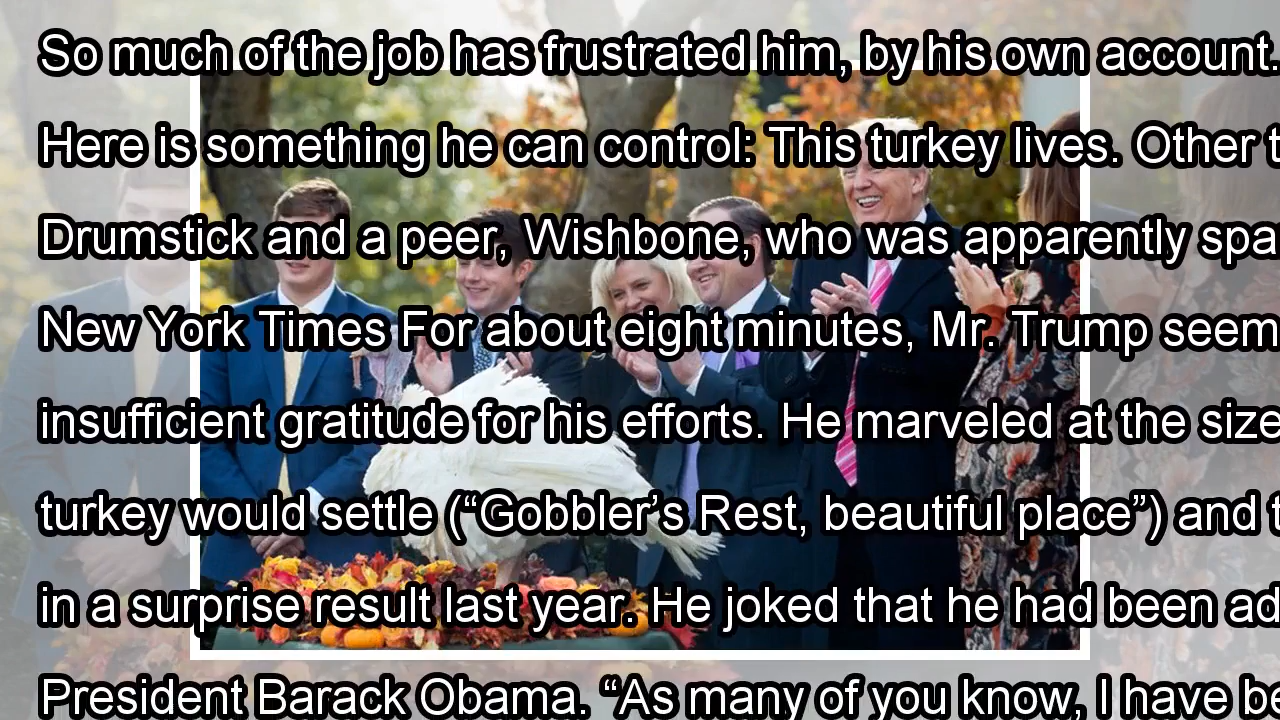 So much of the job has frustrated him, by his own account.
Here is something he can control: This turkey lives. Other
Drumstick and a peer, Wishbone, who was apparently
New York Times For about eight minutes, Mr. Trump
insufficient gratitude for his efforts. He marveled at the size
turkey would settle (“Gobbler’s Rest, beautiful place”) and
in a surprise result last year. He joked that he had been
President Barack Obama. “As many of you know, I have